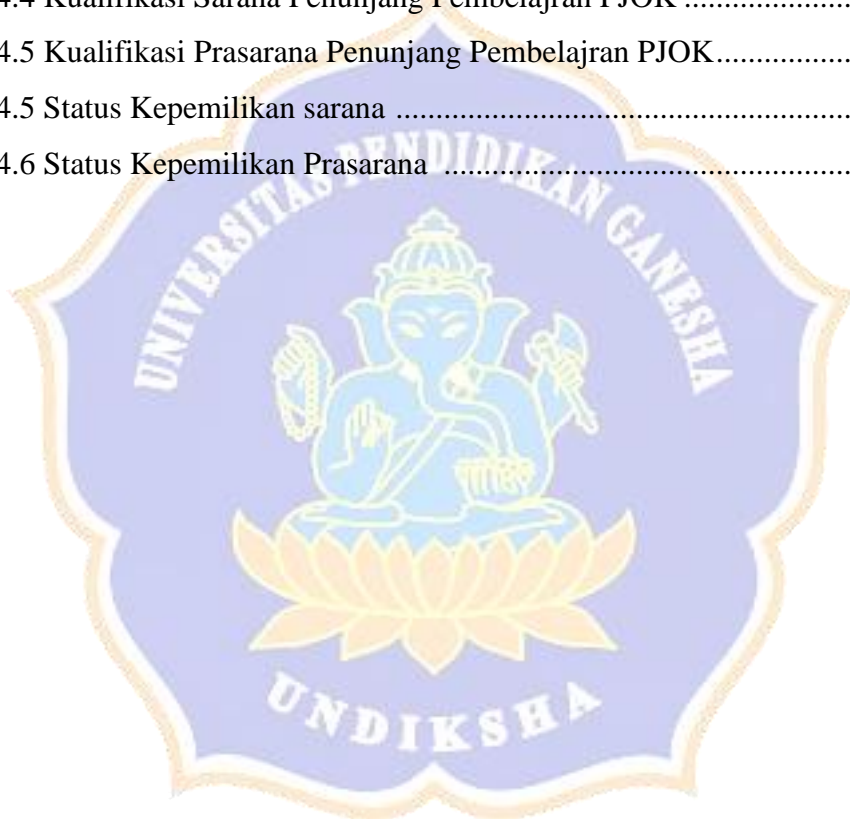 4.4 Kualifikasi Sarana Penunjang Pembelajran PJOK .....................
4.5 Kualifikasi Prasarana Penunjang Pembelajran PJOK.................
4.5 Status Kepemilikan sarana .........................................................
4.6 Status Kepemilikan Prasarana ...................................................
UNIVERSITAS PENDIDIKAN GANESHA
UNDIKSHA